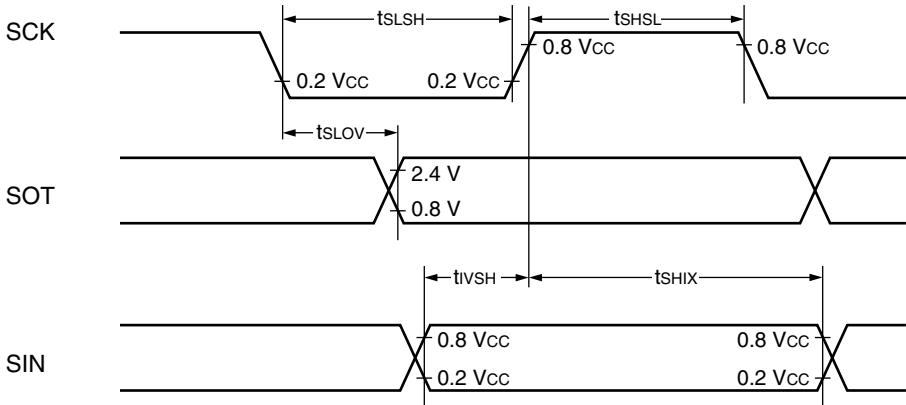 tSLSH tSHSL
SCK
0.8 VCC 0.8 VCC
0.2 VCC 0.2 VCC
tSLOV
2.4 V
SOT
0.8 V
tIVSH tSHIX
0.8 VCC 0.8 VCC
SIN
0.2 VCC 0.2 VCC